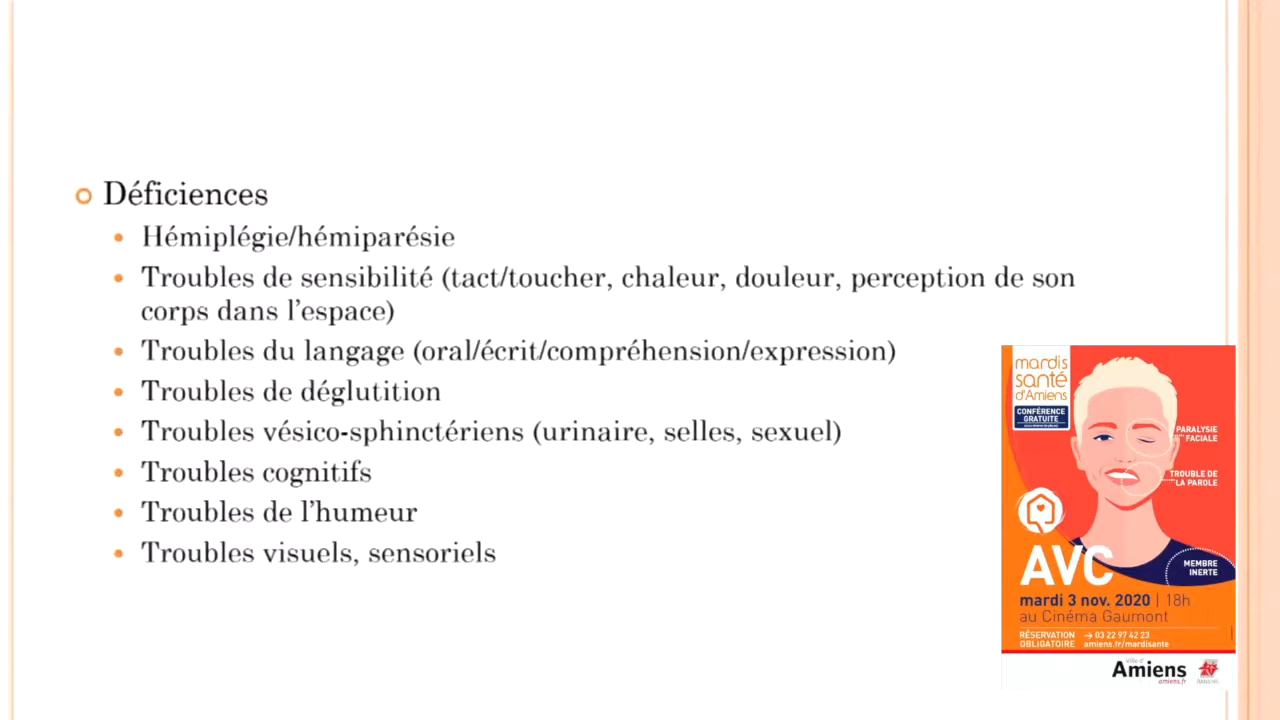 Déficiences
Hémiplégie/hémiparésie
Troubles de sensibilité (tact/toucher, chaleur, douleur, perception de son
corps dans l'espace)
Troubles du langage (oral/écrit/compréhension/expression)
Troubles de déglutition
Troubles vésico-sphinctériens (urinaire, selles, sexuel)
Troubles cognitifs
Troubles de l'humeur
Troubles visuels, sensoriels
mardis
santé
d'Amiens
CONFÉRENCE
GRATUITE
PARALYSIE
FACIALE
TROUBLE DE
LA PAROLE
AVC
MEMBRE
INERTE
mardi 3 nov. 2020 | 18h
au Cinéma Gaumont
RÉSERVATION → 03 22 97 42 23
OBLIGATOIRE amiens.fr/mardisante
Ville d'
Amiens
amiens.fr